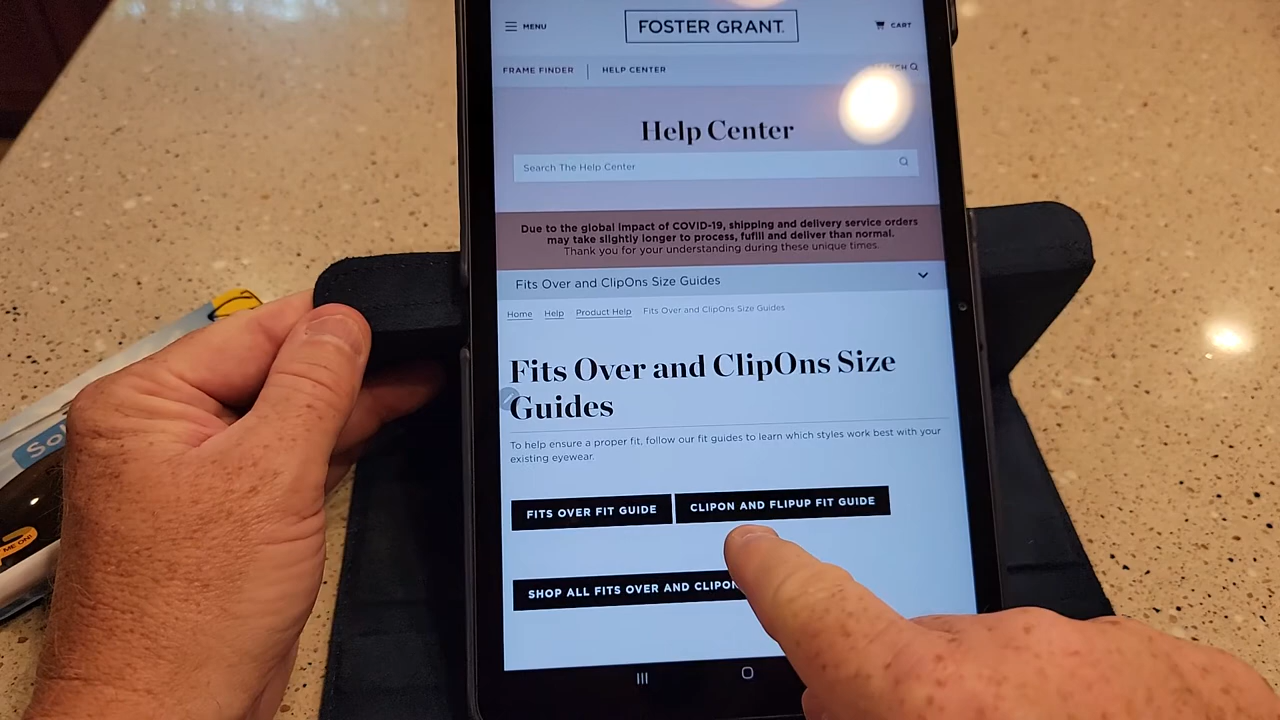 MENU
FOSTER GRANT.
CART
FRAME FINDER
HELP CENTER
Help Center
Search The Help Center
Due to the global impact of COVID-19, shipping and delivery service orders
may take slightly longer to process, fufill and deliver than normal.
Thank you for your understanding during these unique times.
Fits Over and ClipOns Size Guides
Home Help Product Help Fits Over and ClipOns Size Guides
Fits Over and ClipOns Size
Guides
To help ensure a proper fit, follow our fit guides to learn which styles work best with your
existing eyewear.
FITS OVER FIT GUIDE
CLIPON AND FLIPUP FIT GUIDE
SHOP ALL FITS OVER AND
ME ON!